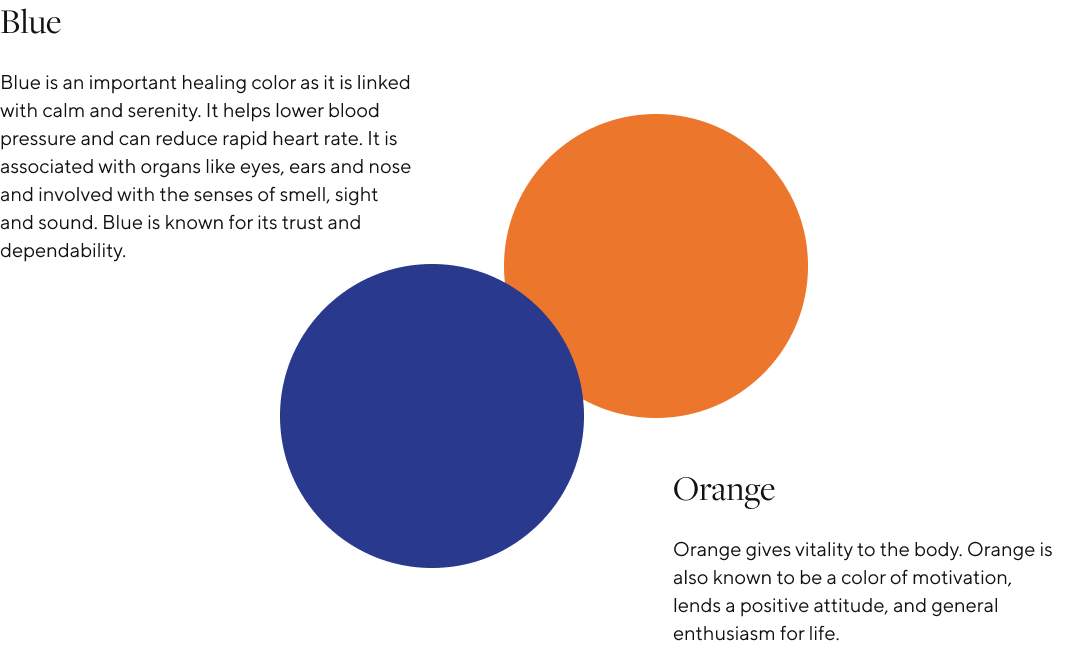 Blue
Blue is an important healing color as it is linked
with calm and serenity. It helps lower blood
pressure and can reduce rapid heart rate. It is
associated with organs like eyes, ears and nose
and involved with the senses of smell, sight
and sound. Blue is known for its trust and
dependability.
Orange
Orange gives vitality to the body. Orange is
also known to be a color of motivation,
lends a positive attitude, and general
enthusiasm for life.